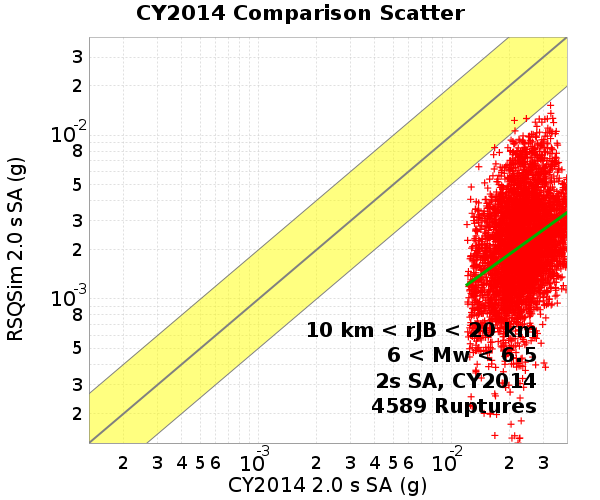 CY2014 Comparison Scatter
RSQSim 2.0 s SA (g)
3
2
10-2
8
5
3
2
10-3
8
5
3
2
10 km < rJB < 20 km
6 < Mw < 6.5
2s SA, CY2014
4589 Ruptures
2 3 4 5 6 10-3 2 3 4 5 6 10-2 2 3
CY2014 2.0 s SA (g)